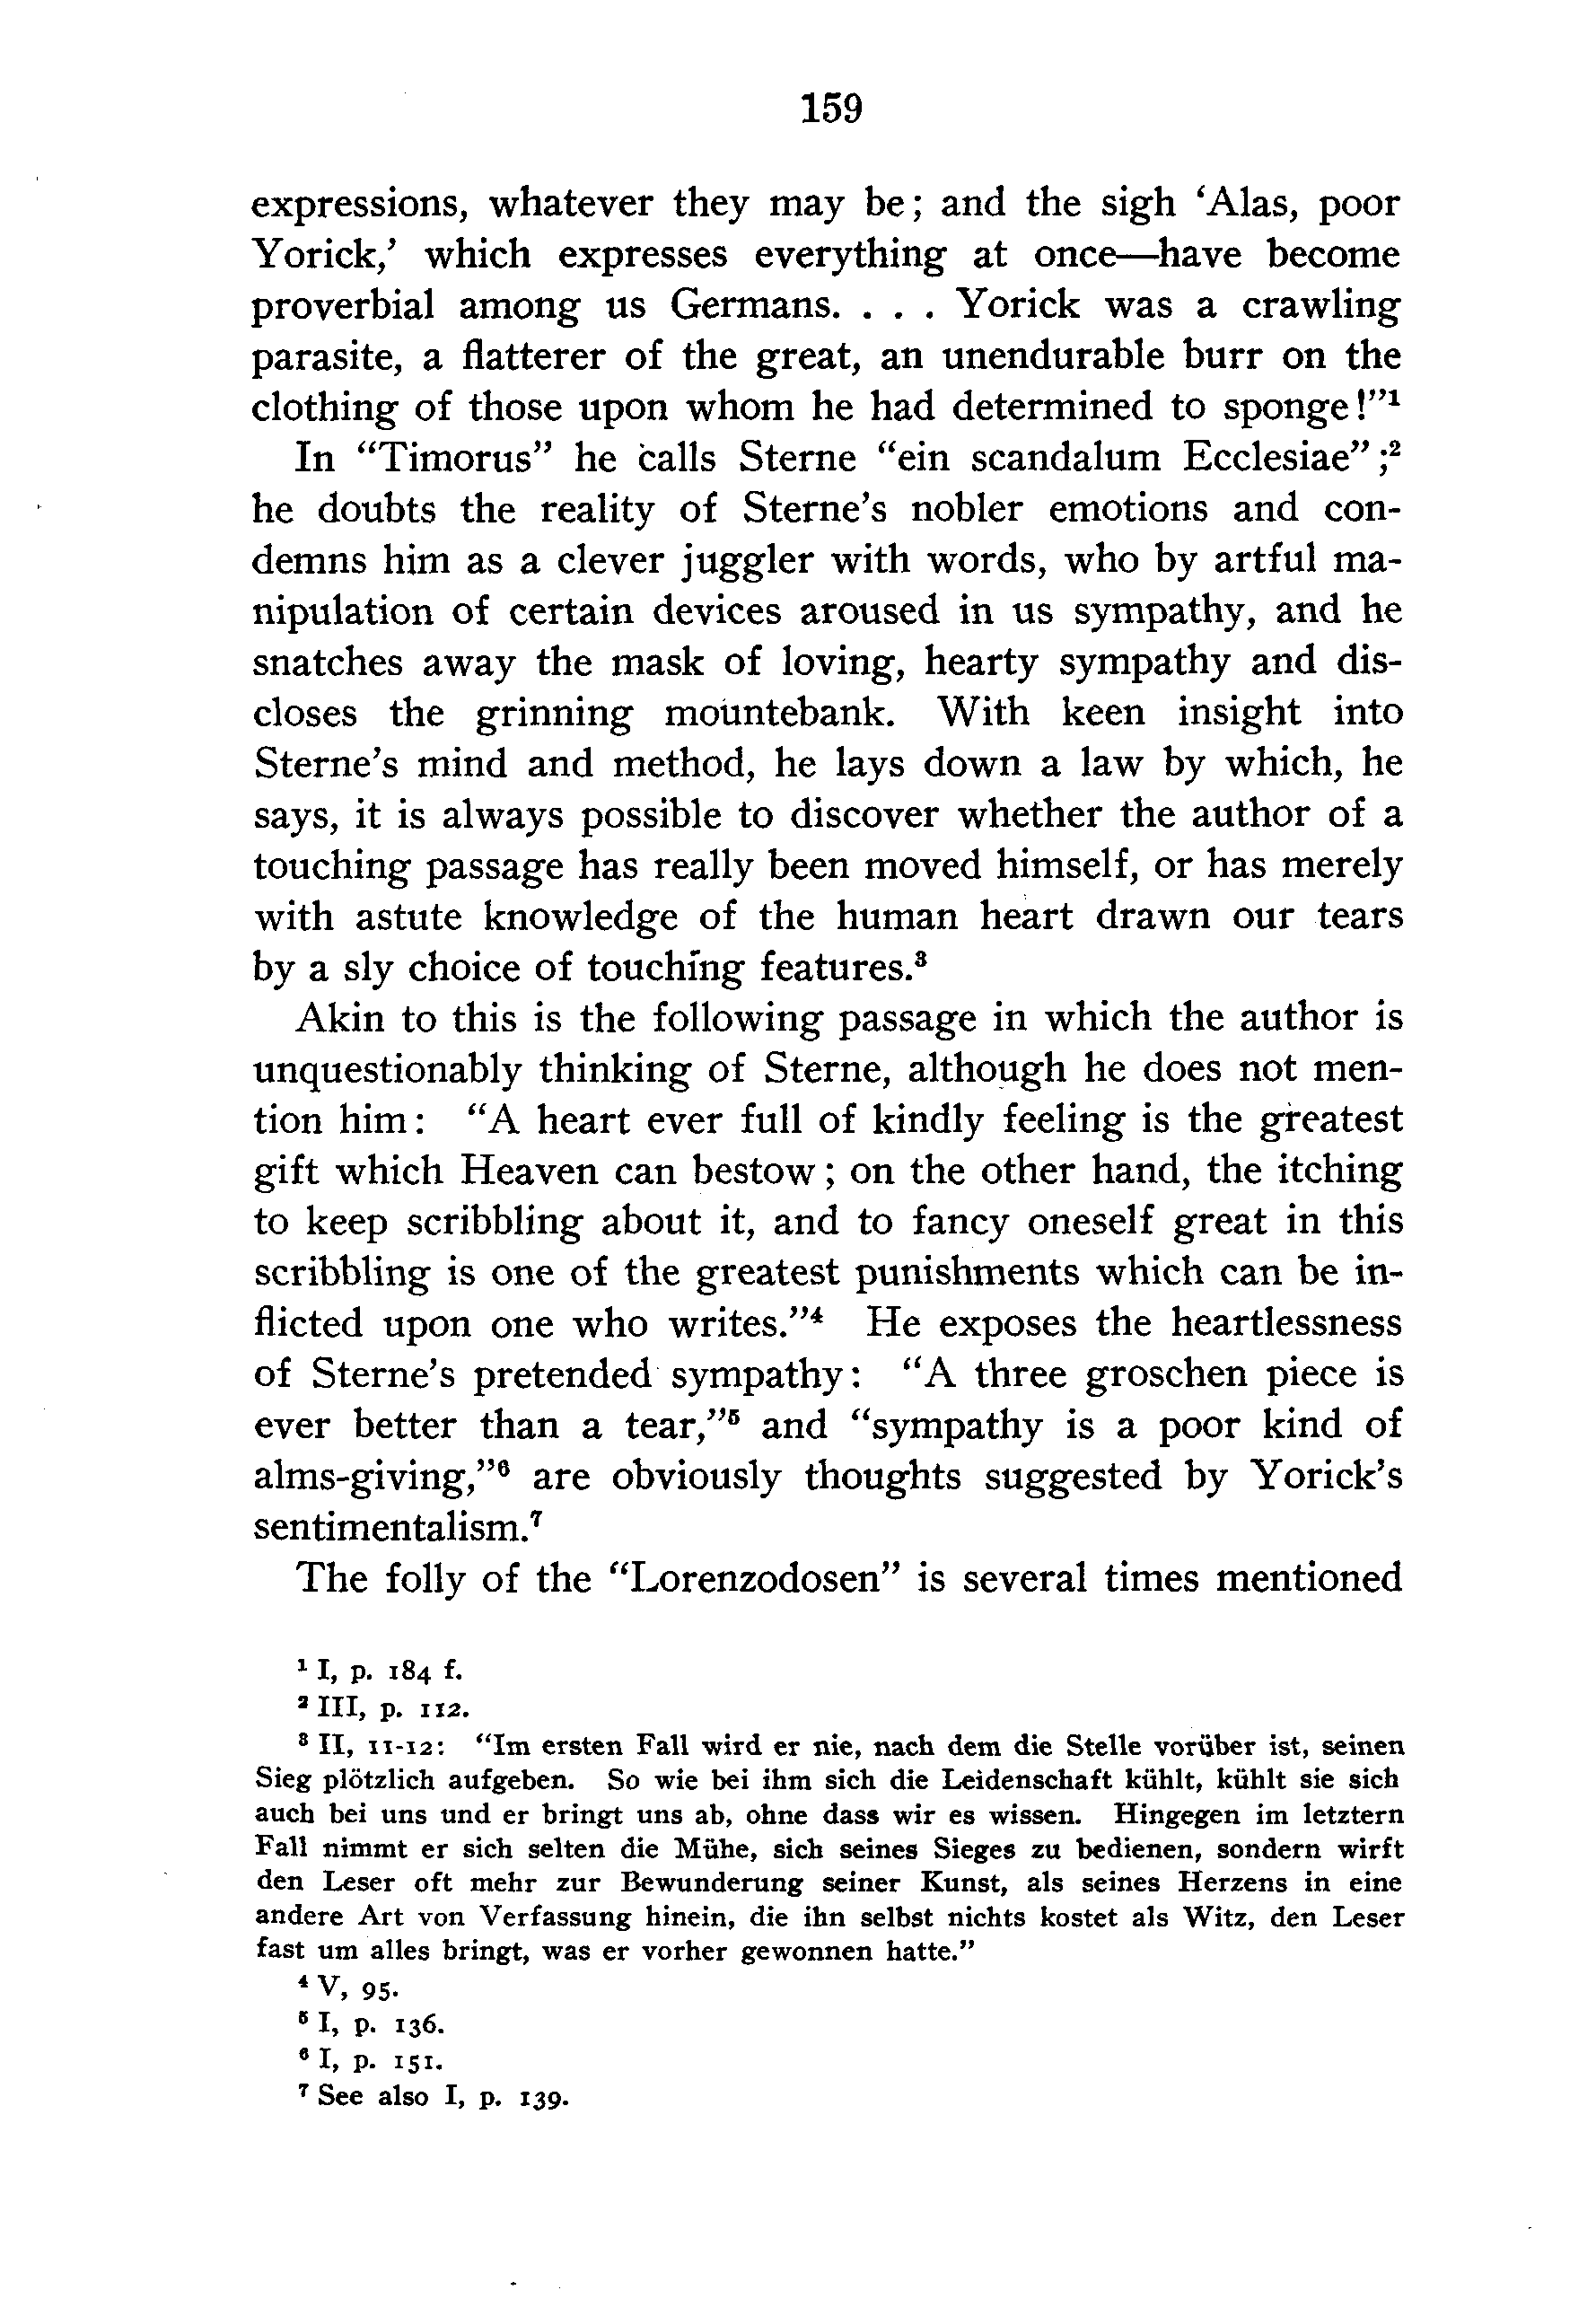 159
expressions, whatever they may be; and the sigh ‘Alas, poor
Yorick,’ which expresses everything at once—have become
proverbial among us Germans. . . . Yorick was a crawling
parasite, a flatterer of the great, an unendurable burr on the
clothing of those upon whom he had determined to sponge!”¹
In “Timorus” he calls Sterne “ein scandalum Ecclesiae”;²
he doubts the reality of Sterne’s nobler emotions and con-
demns him as a clever juggler with words, who by artful ma-
nipulation of certain devices aroused in us sympathy, and he
snatches away the mask of loving, hearty sympathy and dis-
closes the grinning mountebank. With keen insight into
Sterne’s mind and method, he lays down a law by which, he
says, it is always possible to discover whether the author of a
touching passage has really been moved himself, or has merely
with astute knowledge of the human heart drawn our tears
by a sly choice of touching features.³
Akin to this is the following passage in which the author is
unquestionably thinking of Sterne, although he does not men-
tion him: “A heart ever full of kindly feeling is the greatest
gift which Heaven can bestow; on the other hand, the itching
to keep scribbling about it, and to fancy oneself great in this
scribbling is one of the greatest punishments which can be in-
flicted upon one who writes.”⁴ He exposes the heartlessness
of Sterne’s pretended sympathy: “A three groschen piece is
ever better than a tear,”⁵ and “sympathy is a poor kind of
alms-giving,”⁶ are obviously thoughts suggested by Yorick’s
sentimentalism.⁷
The folly of the “Lorenzodosen” is several times mentioned
¹ I, p. 184 f.
² III, p. 112.
³ II, 11-12: “Im ersten Fall wird er nie, nach dem die Stelle vorüber ist, seinen
Sieg plötzlich aufgeben. So wie bei ihm sich die Leidenschaft kühlt, kühlt sie sich
auch bei uns und er bringt uns ab, ohne dass wir es wissen. Hingegen im letztern
Fall nimmt er sich selten die Mühe, sich seines Sieges zu bedienen, sondern wirft
den Leser oft mehr zur Bewunderung seiner Kunst, als seines Herzens in eine
andere Art von Verfassung hinein, die ihn selbst nichts kostet als Witz, den Leser
fast um alles bringt, was er vorher gewonnen hatte.”
⁴ V, 95.
⁵ I, p. 136.
⁶ I, p. 151.
⁷ See also I, p. 139.